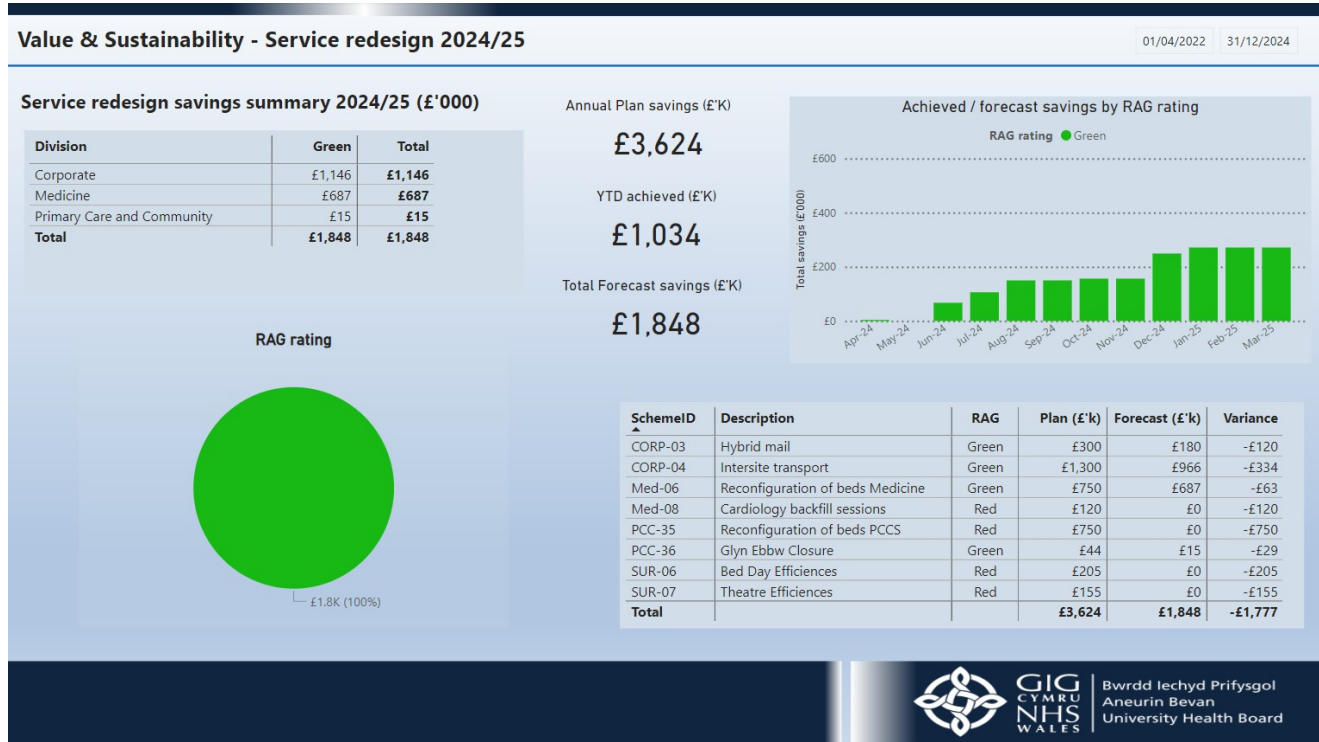 Value & Sustainability - Service redesign 2024/25
01/04/2022 31/12/2024
Service redesign savings summary 2024/25 (£'000)
Division Green Total
Corporate £1,146 £1,146
Medicine £687 £687
Primary Care and Community £15 £15
Total £1,848 £1,848
RAG rating
£1.8K (100%)
Annual Plan savings (£'K)
£3,624
YTD achieved (£'K)
£1,034
Total Forecast savings (£'K)
£1,848
Achieved / forecast savings by RAG rating
RAG rating Green
Total savings (£'000)
£600
£400
£200
£0
Apr-24 May-24 Jun-24 Jul-24 Aug-24 Sep-24 Oct-24 Nov-24 Dec-24 Jan-25 Feb-25 Mar-25
SchemeID Description RAG Plan (£'k) Forecast (£'k) Variance
CORP-03 Hybrid mail Green £300 £180 -£120
CORP-04 Intersite transport Green £1,300 £966 -£334
Med-06 Reconfiguration of beds Medicine Green £750 £687 -£63
Med-08 Cardiology backfill sessions Red £120 £0 -£120
PCC-35 Reconfiguration of beds PCCS Red £750 £0 -£750
PCC-36 Glyn Ebbw Closure Green £44 £15 -£29
SUR-06 Bed Day Efficiences Red £205 £0 -£205
SUR-07 Theatre Efficiences Red £155 £0 -£155
Total £3,624 £1,848 -£1,777
GIG
CYMRU
NHS
WALES
Bwrdd Iechyd Prifysgol
Aneurin Bevan
University Health Board